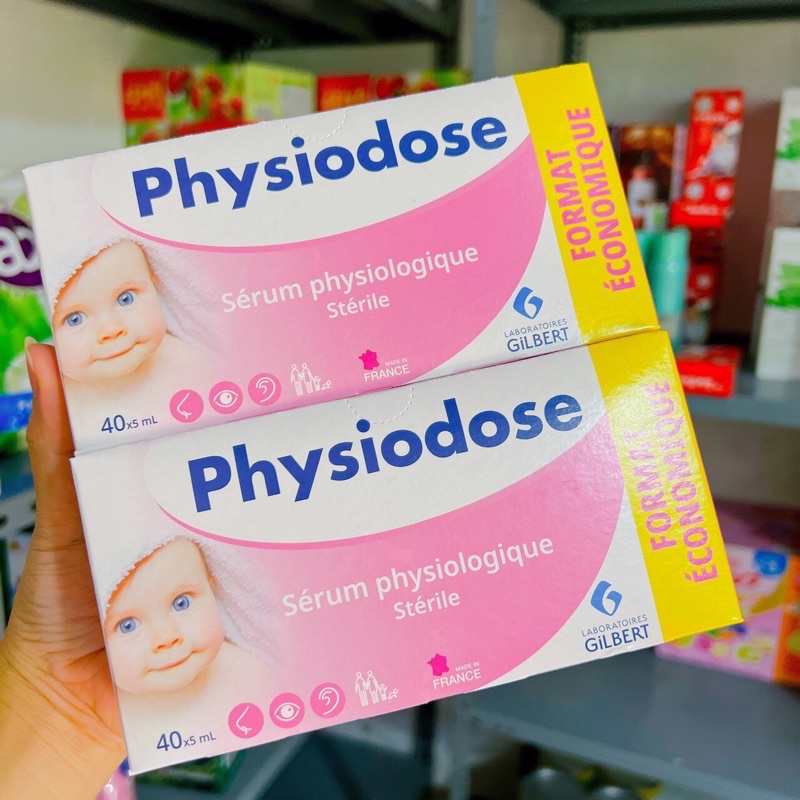 Physiodose
Sérum physiologique
Stérile
FORMAT
ÉCONOMIQUE
LABORATOIRES
GILBERT
MADE IN
FRANCE
40x5 mL
Physiodose
Sérum physiologique
Stérile
FORMAT
ÉCONOMIQUE
LABORATOIRES
GILBERT
MADE IN
FRANCE
40x5 mL